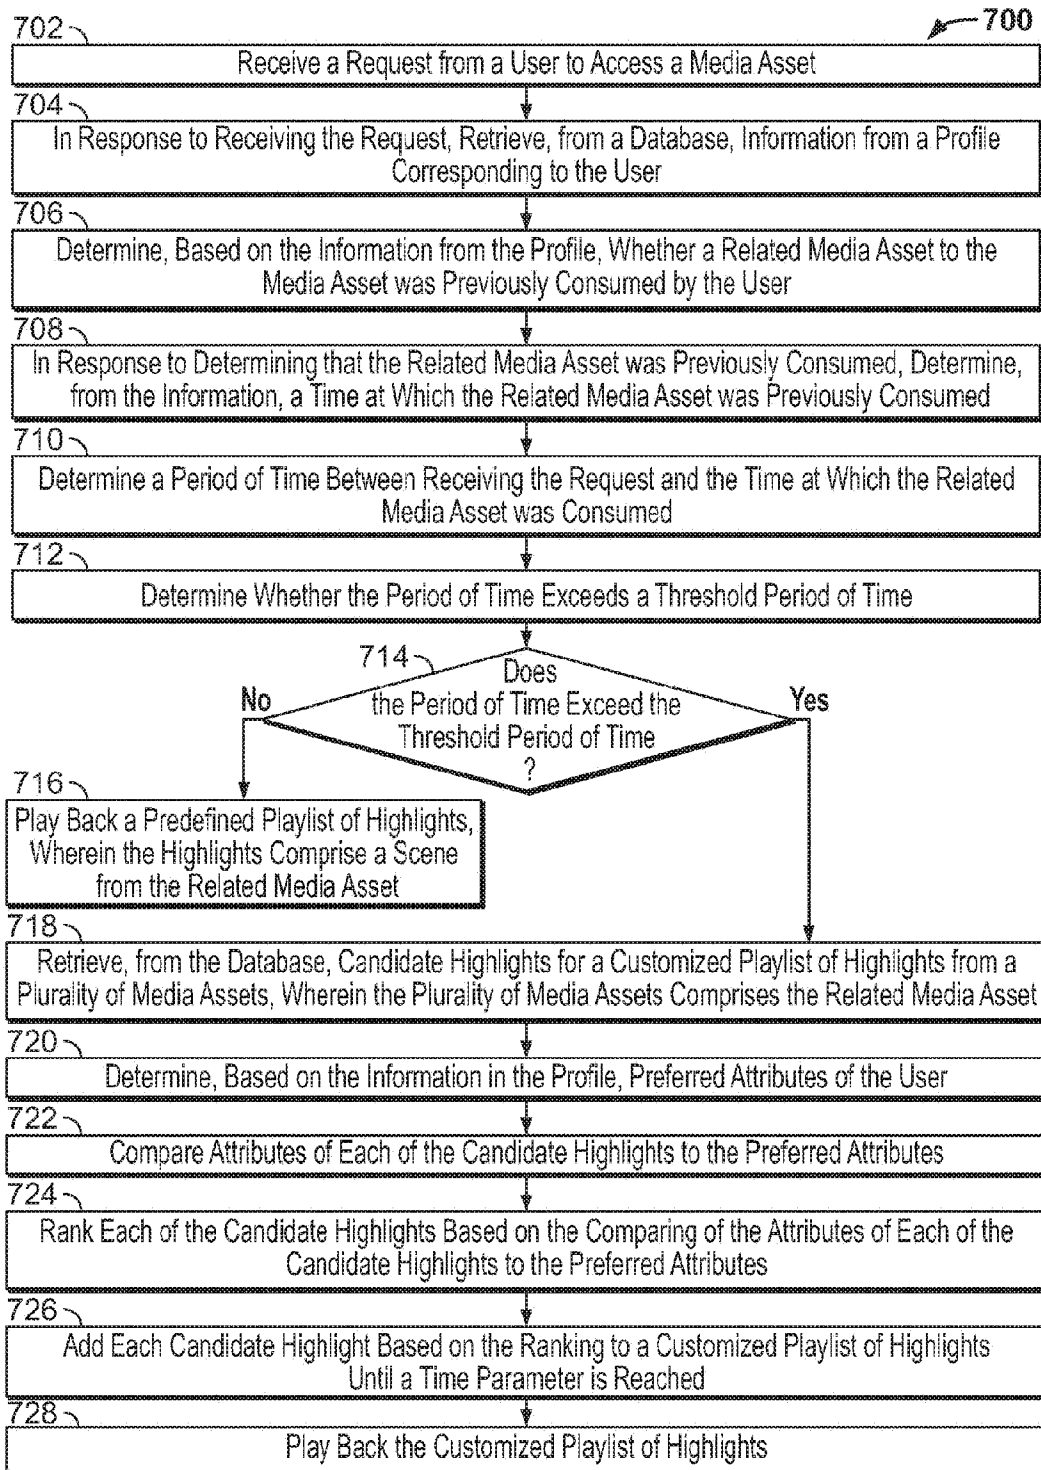 700
702
Receive a Request from a User to Access a Media Asset
704
In Response to Receiving the Request, Retrieve, from a Database, Information from a Profile
Corresponding to the User
706
Determine, Based on the Information from the Profile, Whether a Related Media Asset to the
Media Asset was Previously Consumed by the User
708
In Response to Determining that the Related Media Asset was Previously Consumed, Determine,
from the Information, a Time at Which the Related Media Asset was Previously Consumed
710
Determine a Period of Time Between Receiving the Request and the Time at Which the Related
Media Asset was Consumed
712
Determine Whether the Period of Time Exceeds a Threshold Period of Time
714
Does
the Period of Time Exceed the
Threshold Period of Time
?
No
Yes
716
Play Back a Predefined Playlist of Highlights,
Wherein the Highlights Comprise a Scene
from the Related Media Asset
718
Retrieve, from the Database, Candidate Highlights for a Customized Playlist of Highlights from a
Plurality of Media Assets, Wherein the Plurality of Media Assets Comprises the Related Media Asset
720
Determine, Based on the Information in the Profile, Preferred Attributes of the User
722
Compare Attributes of Each of the Candidate Highlights to the Preferred Attributes
724
Rank Each of the Candidate Highlights Based on the Comparing of the Attributes of Each of the
Candidate Highlights to the Preferred Attributes
726
Add Each Candidate Highlight Based on the Ranking to a Customized Playlist of Highlights
Until a Time Parameter is Reached
728
Play Back the Customized Playlist of Highlights